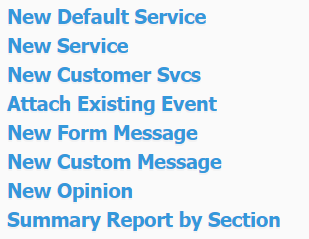 New Default Service
New Service
New Customer Svcs
Attach Existing Event
New Form Message
New Custom Message
New Opinion
Summary Report by Section